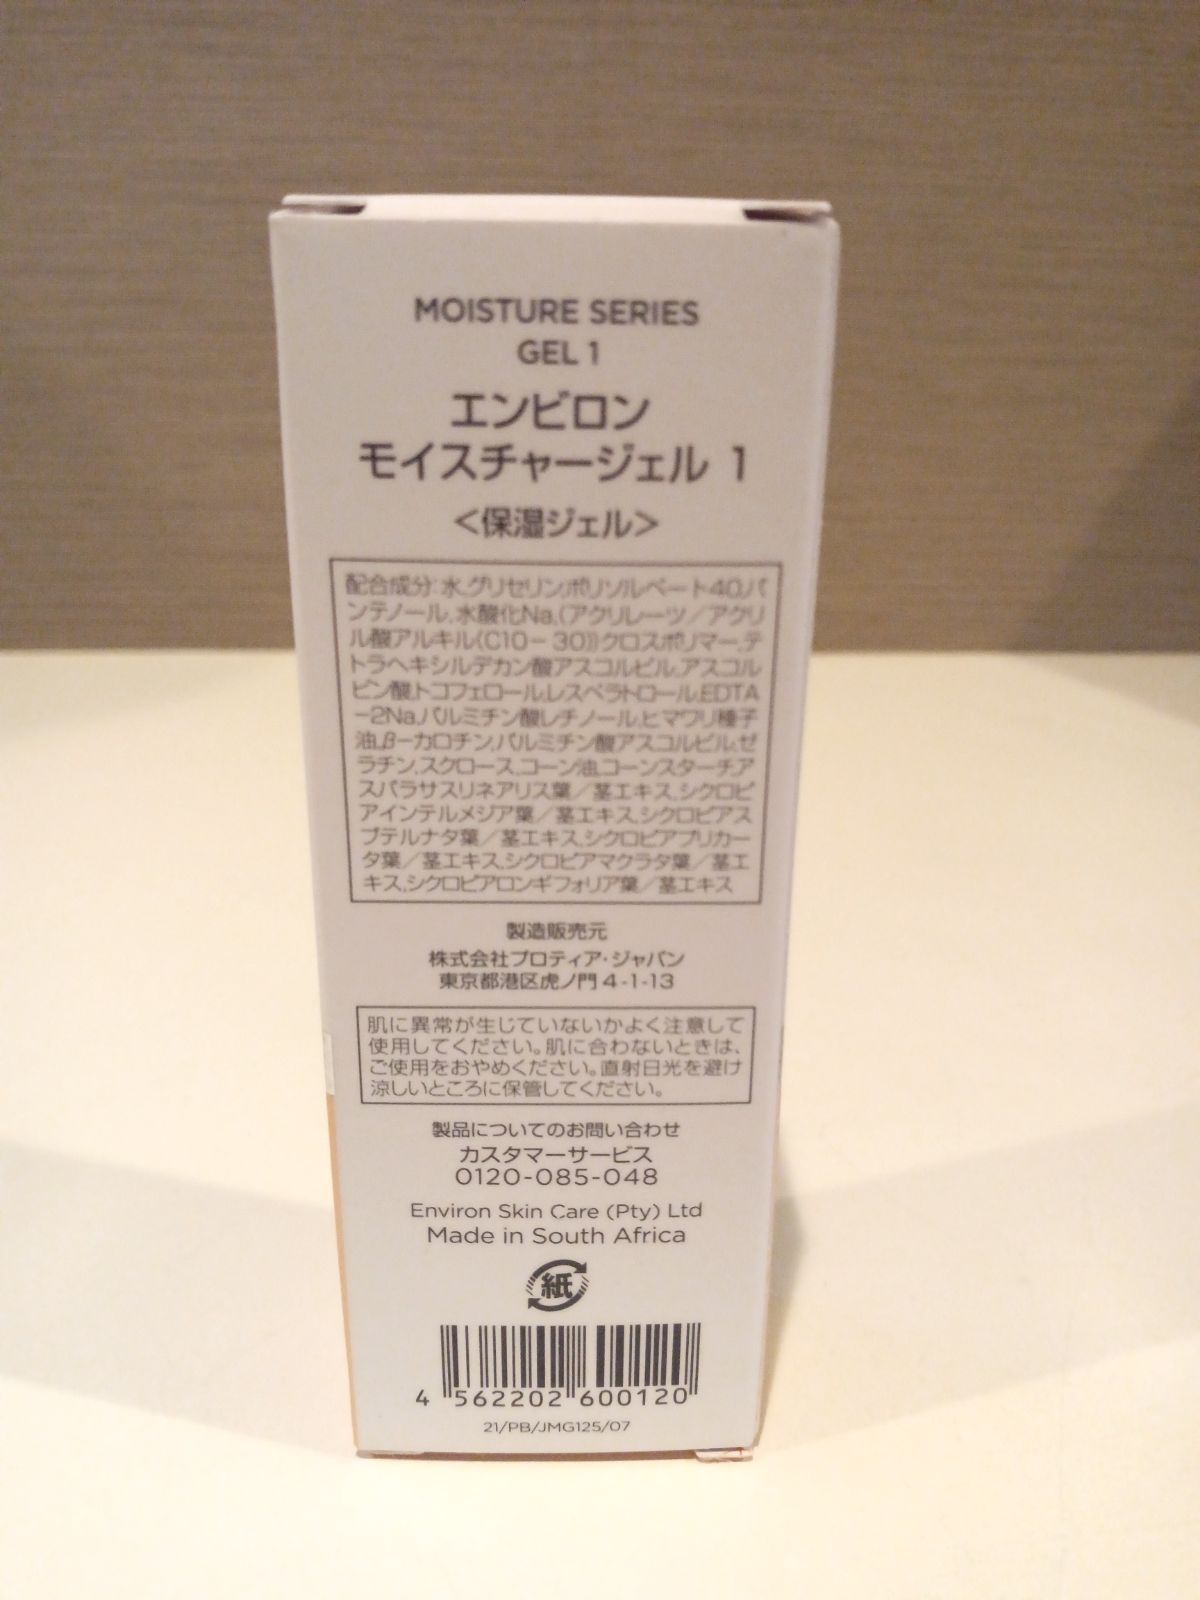 MOISTURE SERIES
GEL 1
エンビロン
モイスチャージェル 1
<保湿ジェル>
配合成分:水,グリセリン,ポリソルベート40,パ
ンテノール,水酸化Na,(アクリレーツ/アクリ
ル酸アルキル(C10-30))クロスポリマー,テ
トラヘキシルデカン酸アスコルビル,アスコル
ビン酸,トコフェロール,レスベラトロール,EDTA
-2Na,パルミチン酸レチノール,ヒマワリ種子
油,β-カロチン,パルミチン酸アスコルビル,ゼ
ラチン,スクロース,コーン油,コーンスターチ,ア
スパラサスリネアリス葉/茎エキス,シクロピ
アインテルメジア葉/茎エキス,シクロピアス
ブテルナタ葉/茎エキス,シクロピアプリカー
タ葉/茎エキス,シクロピアマクラタ葉/茎エ
キス,シクロピアロンギフォリア葉/茎エキス
製造販売元
株式会社プロティア・ジャパン
東京都港区虎ノ門4-1-13
肌に異常が生じていないかよく注意して
使用してください。肌に合わないときは、
ご使用をおやめください。直射日光を避け
涼しいところに保管してください。
製品についてのお問い合わせ
カスタマーサービス
0120-085-048
Environ Skin Care (Pty) Ltd
Made in South Africa
紙
4 562202 600120
21/PB/JMG125/07